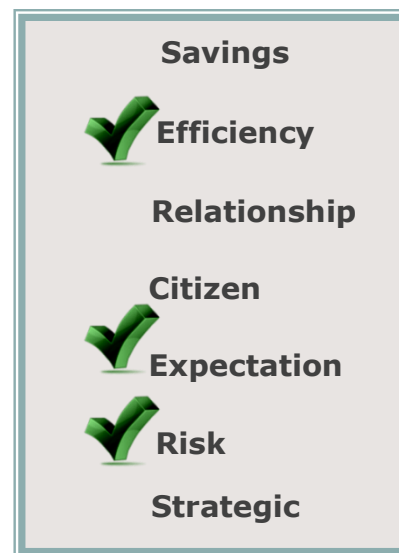 Savings
Efficiency
Relationship
Citizen
Expectation
Risk
Strategic